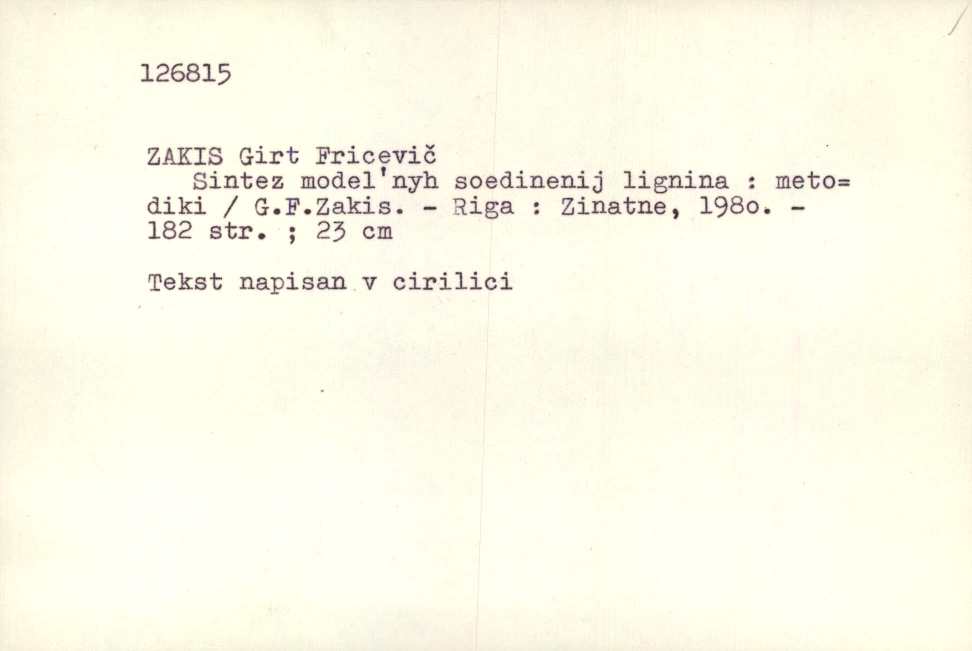 126815
ZAKIS Girt Fricevič
Sintez model'nyh soedinenij lignina : meto=
diki / G.F.Zakis. - Riga : Zinatne, 198o. -
182 str. ; 23 cm
Tekst napisan v cirilici